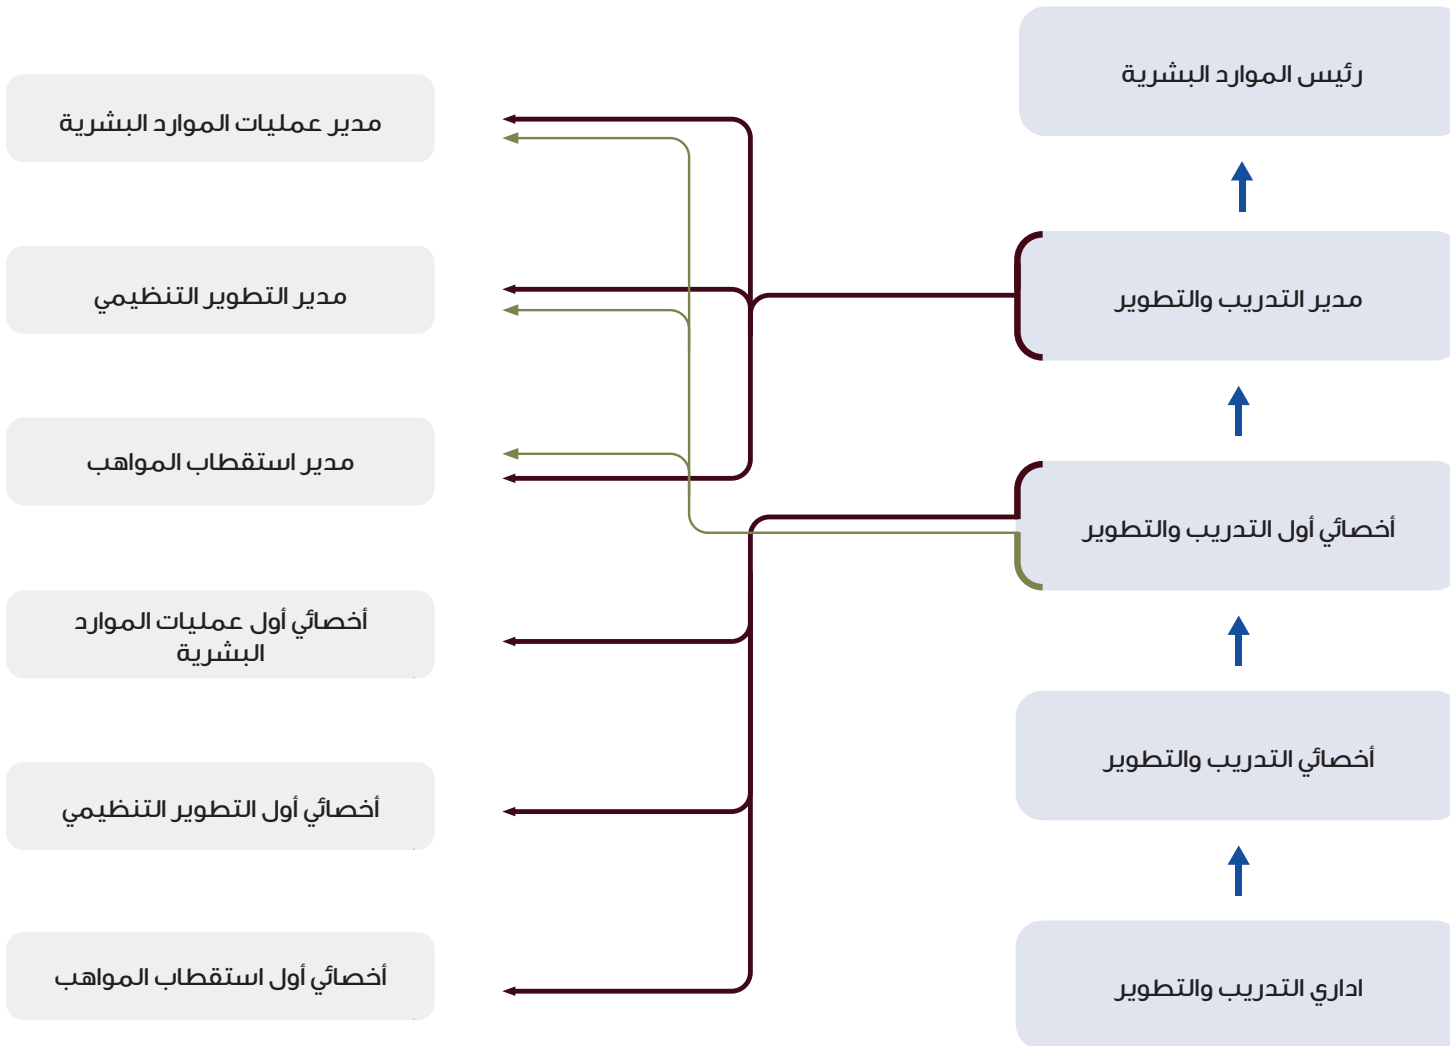 رئيس الموارد البشرية
مدير التدريب والتطوير
أخصائي أول التدريب والتطوير
أخصائي التدريب والتطوير
اداري التدريب والتطوير
مدير عمليات الموارد البشرية
مدير التطوير التنظيمي
مدير استقطاب المواهب
أخصائي أول عمليات الموارد
البشرية
أخصائي أول التطوير التنظيمي
أخصائي أول استقطاب المواهب